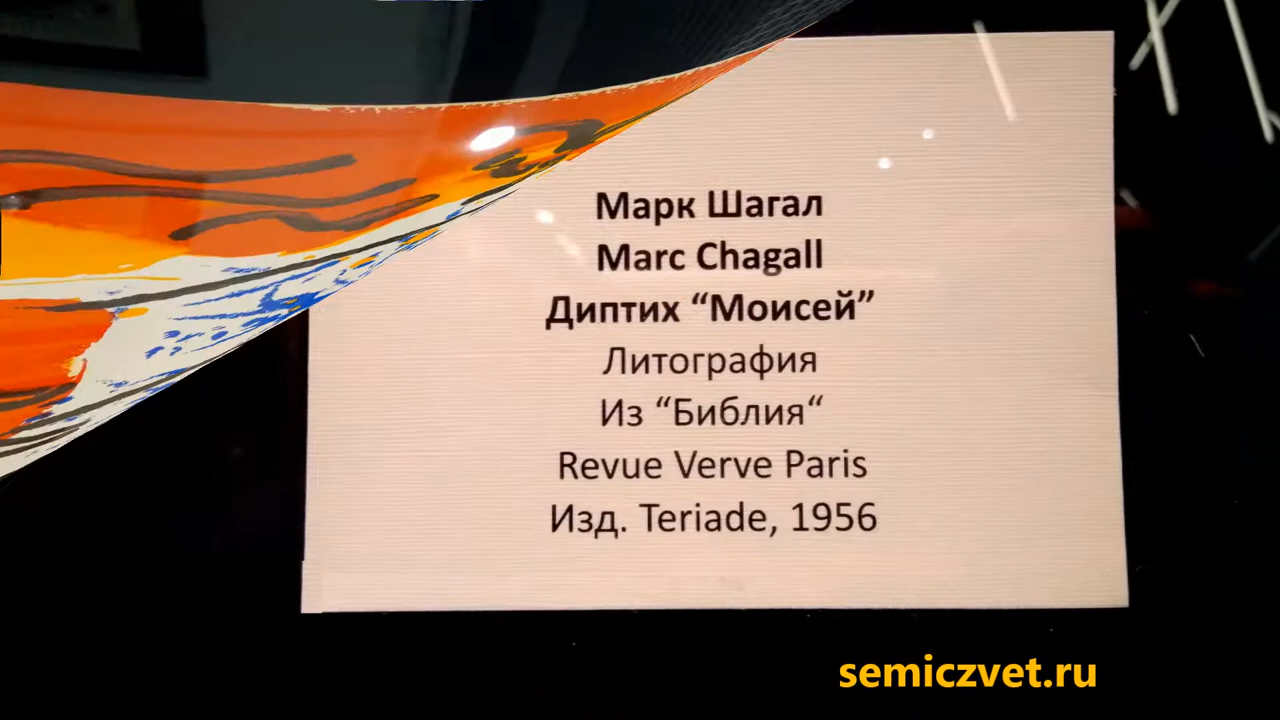 Марк Шагал
Marc Chagall
Диптих “Моисей”
Литография
Из “Библия“
Revue Verve Paris
Изд. Teriade, 1956
semiczvet.ru